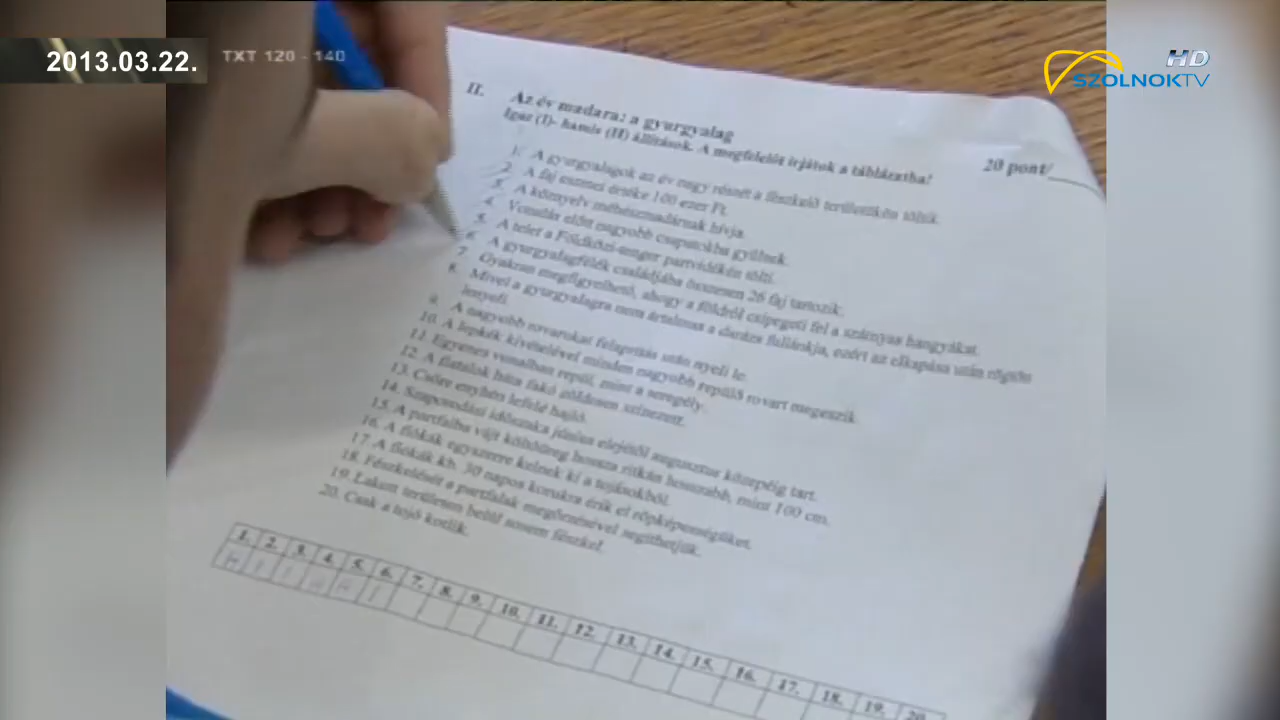 2013.03.22.
TXT 120 - 140
HD
SZOLNOKTV
II. Az év madara: a gyurgyalag
Igaz (I)- hamis (H) állítások. A megfelelőt írjátok a táblázatba!
20 pont/
1. A gyurgyalagok az év nagy részét a fészkelő területükön töltik.
2. A faj eszmei értéke 100 ezer Ft.
3. A köznyelv méhészmadárnak hívja.
4. Vonulás előtt nagyobb csapatokba gyűlnek.
5. A telet a Földközi-tenger partvidékén tölti.
6. A gyurgyalagfélék családjába összesen 26 faj tartozik.
7. Gyakran megfigyelhető, ahogy a földről csipegeti fel a szárnyas hangyákat.
8. Mivel a gyurgyalagra nem ártalmas a darázs fullánkja, ezért az elkapása után rögtön
lenyeli.
9. A nagyobb rovarokat felaprítás után nyeli le.
10. A lepkék kivételével minden nagyobb repülő rovart megeszik.
11. Egyenes vonalban repül, mint a seregély.
12. A fiatalok háta fakó zöldesen színezett.
13. Csőre enyhén lefelé hajló.
14. Szaporodási időszaka június elejétől augusztus közepéig tart.
15. A partfalba vájt költőüreg hossza ritkán hosszabb, mint 100 cm.
16. A fiókák egyszerre kelnek ki a tojásokból.
17. A fiókák kb. 30 napos korukra érik el röpképességüket.
18. Fészkelését a partfalak megőrzésével segíthetjük.
19. Lakott területen belül sosem fészkel.
20. Csak a tojó kotlik.
1. 2. 3. 4. 5. 6. 7. 8. 9. 10. 11. 12. 13. 14. 15. 16. 17. 18. 19. 20.
H I I H I